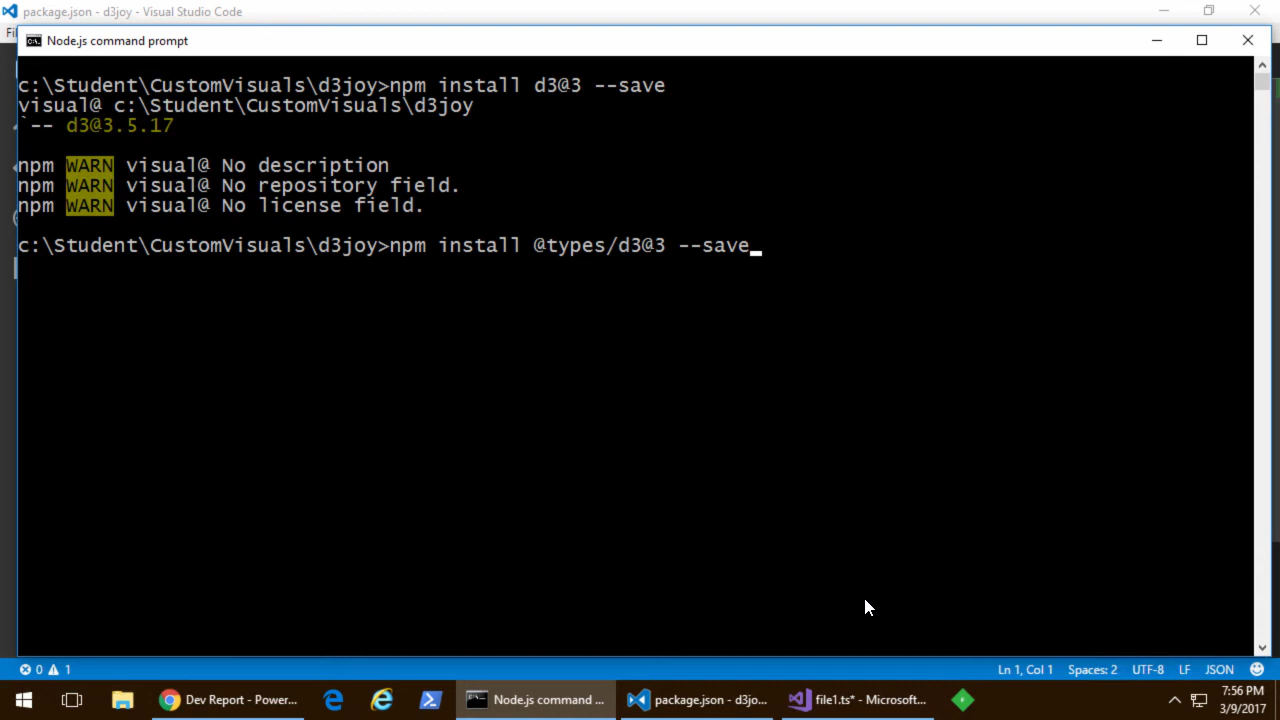 package.json - d3joy - Visual Studio Code
Node.js command prompt
c:\Student\CustomVisuals\d3joy>npm install d3@3 --save
visual@ c:\Student\CustomVisuals\d3joy
`-- d3@3.5.17
npm WARN visual@ No description
npm WARN visual@ No repository field.
npm WARN visual@ No license field.
c:\Student\CustomVisuals\d3joy>npm install @types/d3@3 --save
0 1 Ln 1, Col 1 Spaces: 2 UTF-8 LF JSON
Dev Report - Power... Node.js command ... package.json - d3jo... file1.ts* - Microsoft... 7:56 PM
3/9/2017